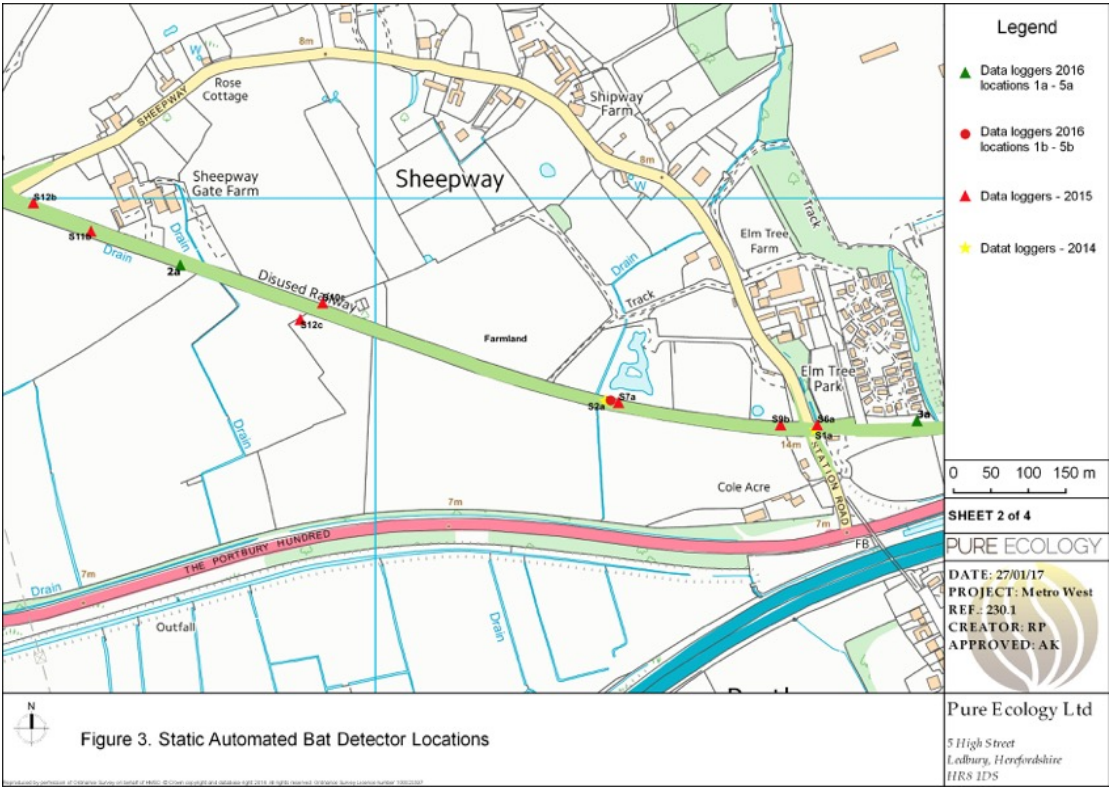 8m
W
Rose
Cottage
SHEEPWAY
Shipway
Farm
8m
Sheepway
Gate Farm
Sheepway
W
Track
S12b
S11b
Drain
Drain
2a
Elm Tree
Farm
Drain
Track
Disused Railway
S12c
Farmland
Elm Tree
Park
S2a
S7a
S9b
S6a
3a
S1a
14m
STATION ROAD
Drain
Cole Acre
7m
7m
THE PORTBURY HUNDRED
FB
7m
Drain
Outfall
Drain
Legend
Data loggers 2016
locations 1a - 5a
Data loggers 2016
locations 1b - 5b
Data loggers - 2015
Datat loggers - 2014
0 50 100 150 m
SHEET 2 of 4
PURE ECOLOGY
DATE: 27/01/17
PROJECT: Metro West
REF.: 230.1
CREATOR: RP
APPROVED: AK
N
Figure 3. Static Automated Bat Detector Locations
Pure Ecology Ltd
5 High Street
Ledbury, Herefordshire
HR8 1DS